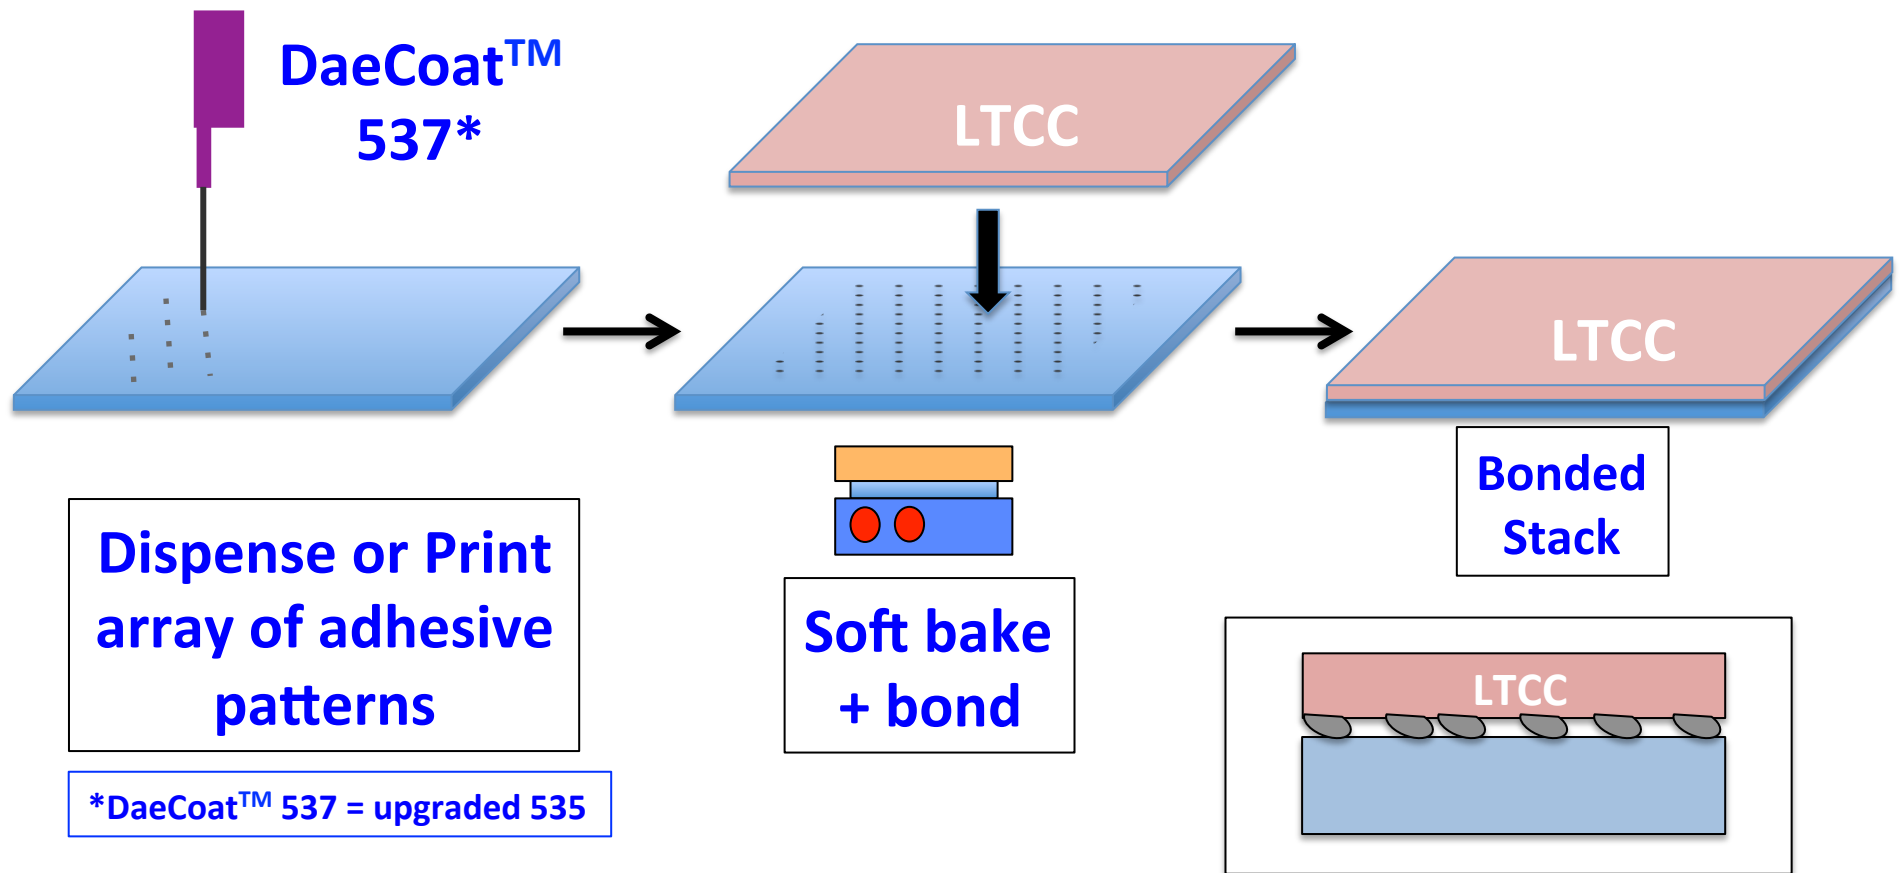 DaeCoat™
537*
LTCC
LTCC
Dispense or Print
array of adhesive
patterns
*DaeCoat™ 537 = upgraded 535
Soft bake
+ bond
Bonded
Stack
LTCC